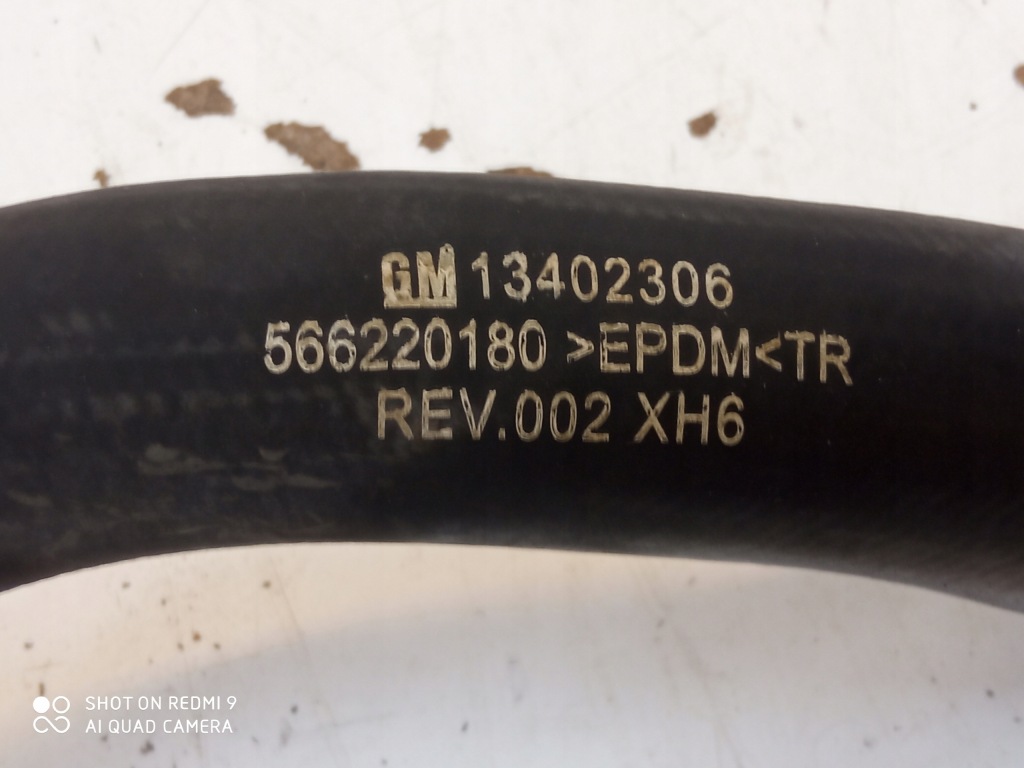 GM 13402306
566220180 >EPDM<TR
REV.002 XH6
SHOT ON REDMI 9
AI QUAD CAMERA